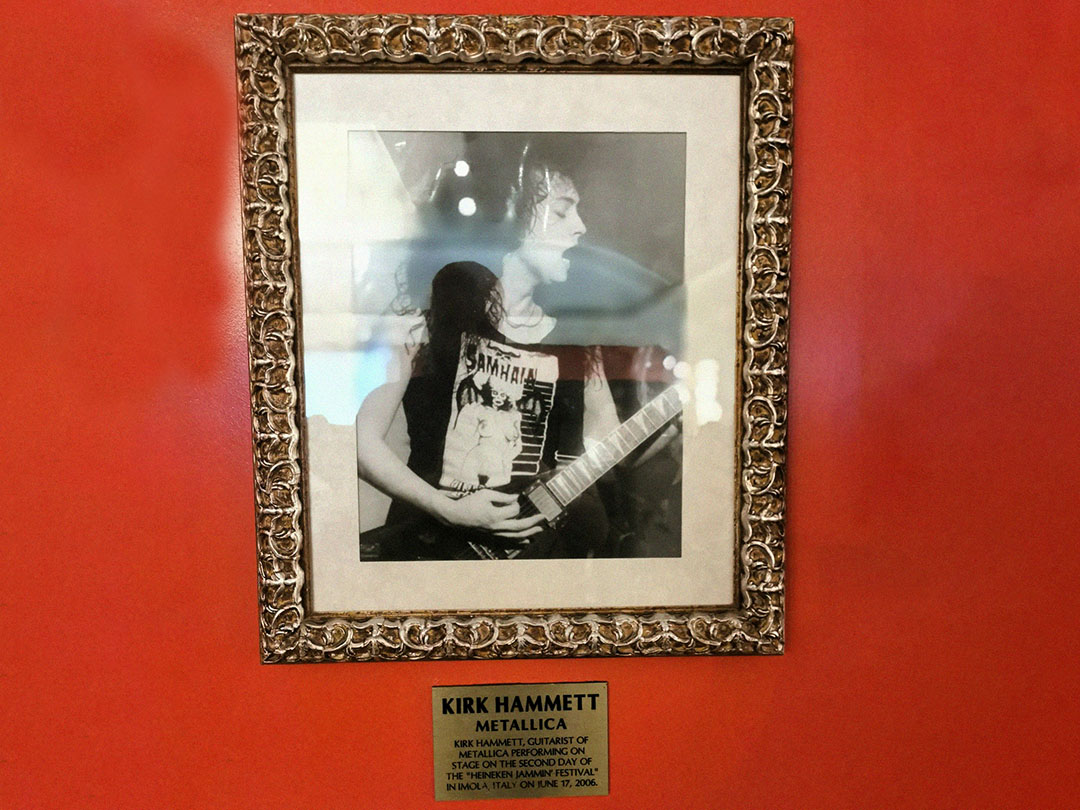 SAMHAIN
KIRK HAMMETT
METALLICA
KIRK HAMMETT, GUITARIST OF
METALLICA PERFORMING ON
STAGE ON THE SECOND DAY OF
THE "HEINEKEN JAMMIN' FESTIVAL"
IN IMOLA, ITALY ON JUNE 17, 2006.